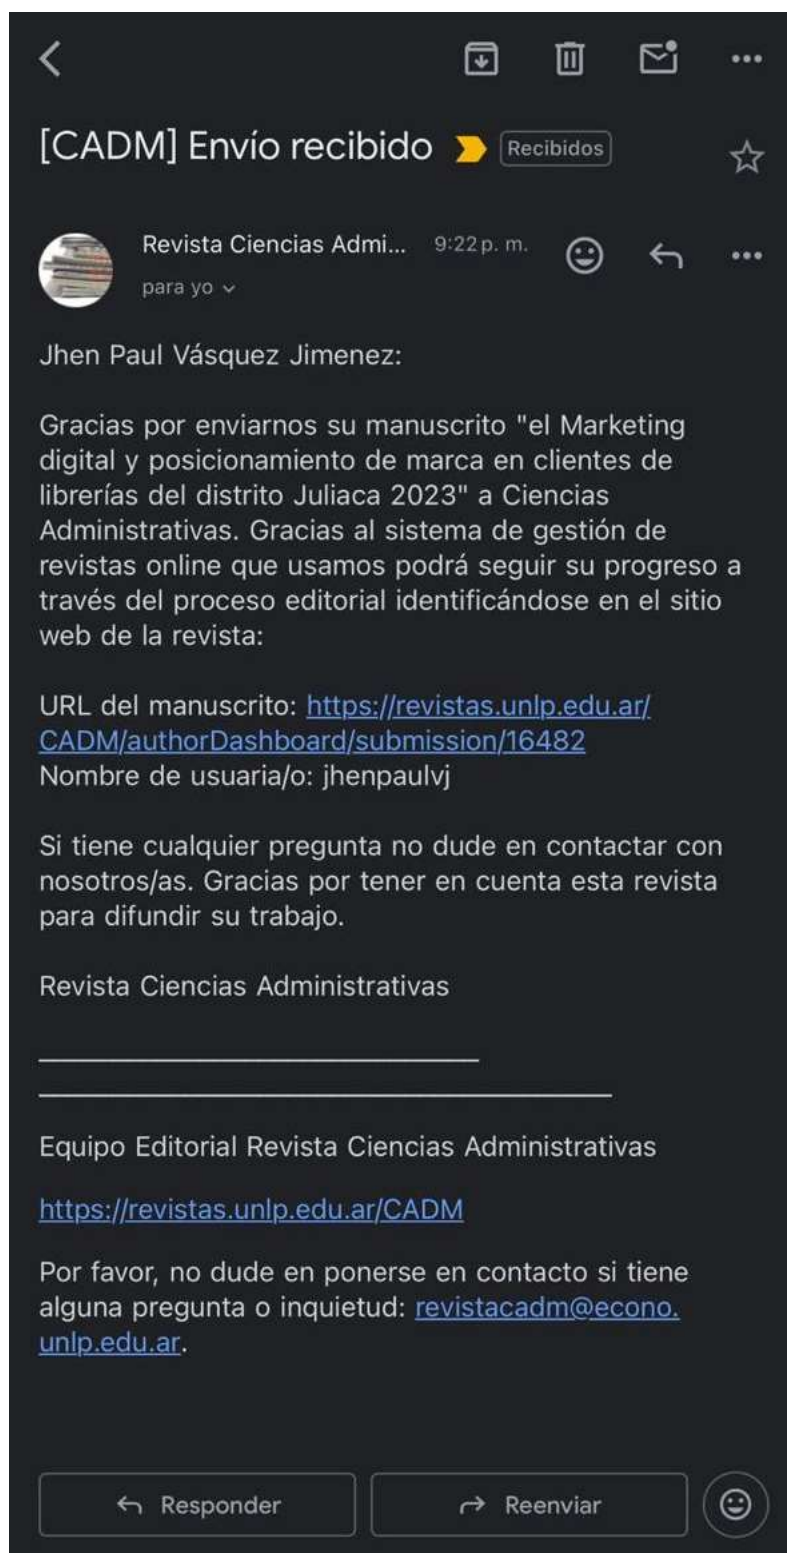 [CADM] Envío recibido Recibidos
Revista Ciencias Admi... 9:22 p. m.
para yo
Jhen Paul Vásquez Jimenez:
Gracias por enviarnos su manuscrito "el Marketing
digital y posicionamiento de marca en clientes de
librerías del distrito Juliaca 2023" a Ciencias
Administrativas. Gracias al sistema de gestión de
revistas online que usamos podrá seguir su progreso a
través del proceso editorial identificándose en el sitio
web de la revista:
URL del manuscrito: https://revistas.unlp.edu.ar/
CADM/authorDashboard/submission/16482
Nombre de usuaria/o: jhenpaulvj
Si tiene cualquier pregunta no dude en contactar con
nosotros/as. Gracias por tener en cuenta esta revista
para difundir su trabajo.
Revista Ciencias Administrativas
Equipo Editorial Revista Ciencias Administrativas
https://revistas.unlp.edu.ar/CADM
Por favor, no dude en ponerse en contacto si tiene
alguna pregunta o inquietud: revistacadm@econo.
unlp.edu.ar.
Responder Reenviar